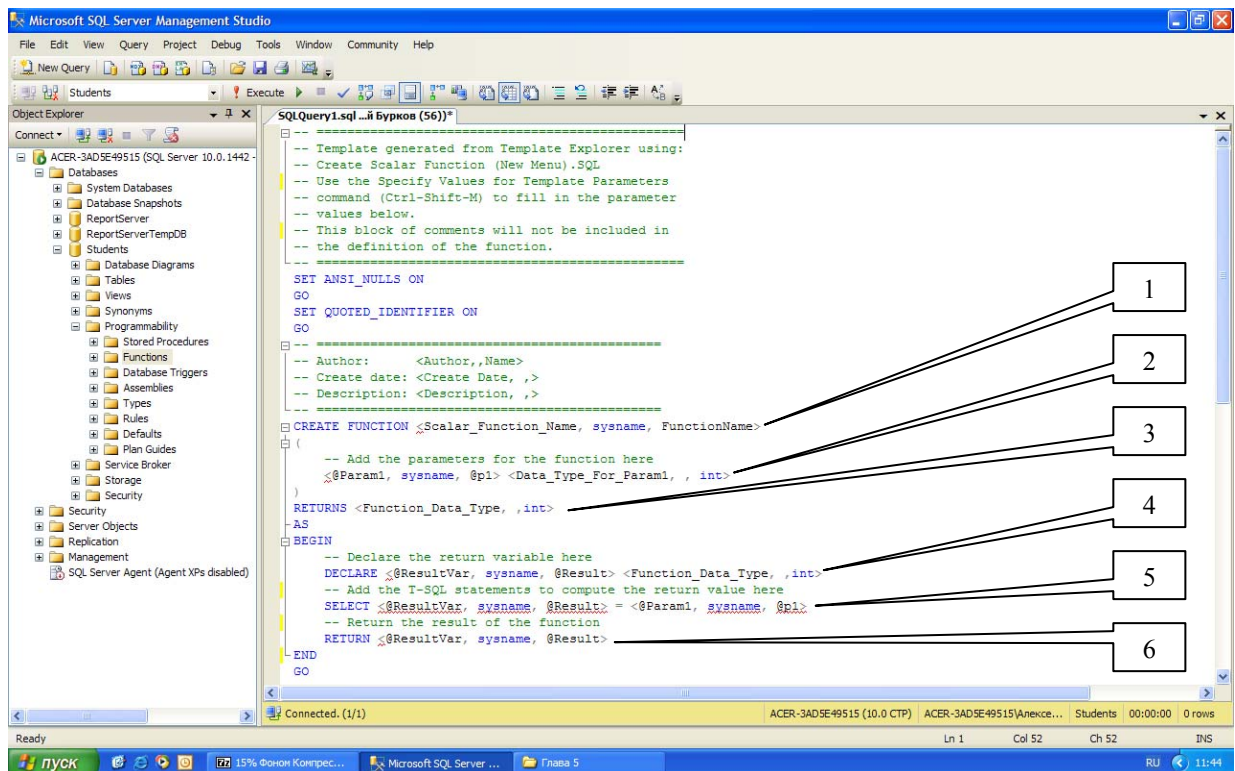 Microsoft SQL Server Management Studio
File Edit View Query Project Debug Tools Window Community Help
New Query
Students Execute
Object Explorer
SQLQuery1.sql ...й Бурков (56))*
Connect
ACER-3AD5E49515 (SQL Server 10.0.1442 -
Databases
System Databases
Database Snapshots
ReportServer
ReportServerTempDB
Students
Database Diagrams
Tables
Views
Synonyms
Programmability
Stored Procedures
Functions
Database Triggers
Assemblies
Types
Rules
Defaults
Plan Guides
Service Broker
Storage
Security
Security
Server Objects
Replication
Management
SQL Server Agent (Agent XPs disabled)
-- ================================================
-- Template generated from Template Explorer using:
-- Create Scalar Function (New Menu).SQL
-- Use the Specify Values for Template Parameters
-- command (Ctrl-Shift-M) to fill in the parameter
-- values below.
-- This block of comments will not be included in
-- the definition of the function.
-- ================================================
SET ANSI_NULLS ON
GO
SET QUOTED_IDENTIFIER ON
GO
-- =============================================
-- Author: <Author,,Name>
-- Create date: <Create Date, ,>
-- Description: <Description, ,>
-- =============================================
CREATE FUNCTION <Scalar_Function_Name, sysname, FunctionName>
(
-- Add the parameters for the function here
<@Param1, sysname, @p1> <Data_Type_For_Param1, , int>
)
RETURNS <Function_Data_Type, ,int>
AS
BEGIN
-- Declare the return variable here
DECLARE <@ResultVar, sysname, @Result> <Function_Data_Type, ,int>
-- Add the T-SQL statements to compute the return value here
SELECT <@ResultVar, sysname, @Result> = <@Param1, sysname, @p1>
-- Return the result of the function
RETURN <@ResultVar, sysname, @Result>
END
GO
1
2
3
4
5
6
Connected. (1/1)
ACER-3AD5E49515 (10.0 CTP) ACER-3AD5E49515\Алексе... Students 00:00:00 0 rows
Ready
Ln 1 Col 52 Ch 52 INS
пуск
15% Фоном Компрес...
Microsoft SQL Server ...
Глава 5
RU 11:44